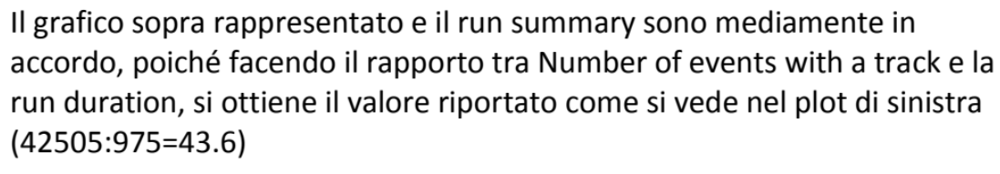 Il grafico sopra rappresentato e il run summary sono mediamente in
accordo, poiché facendo il rapporto tra Number of events with a track e la
run duration, si ottiene il valore riportato come si vede nel plot di sinistra
(42505:975=43.6)